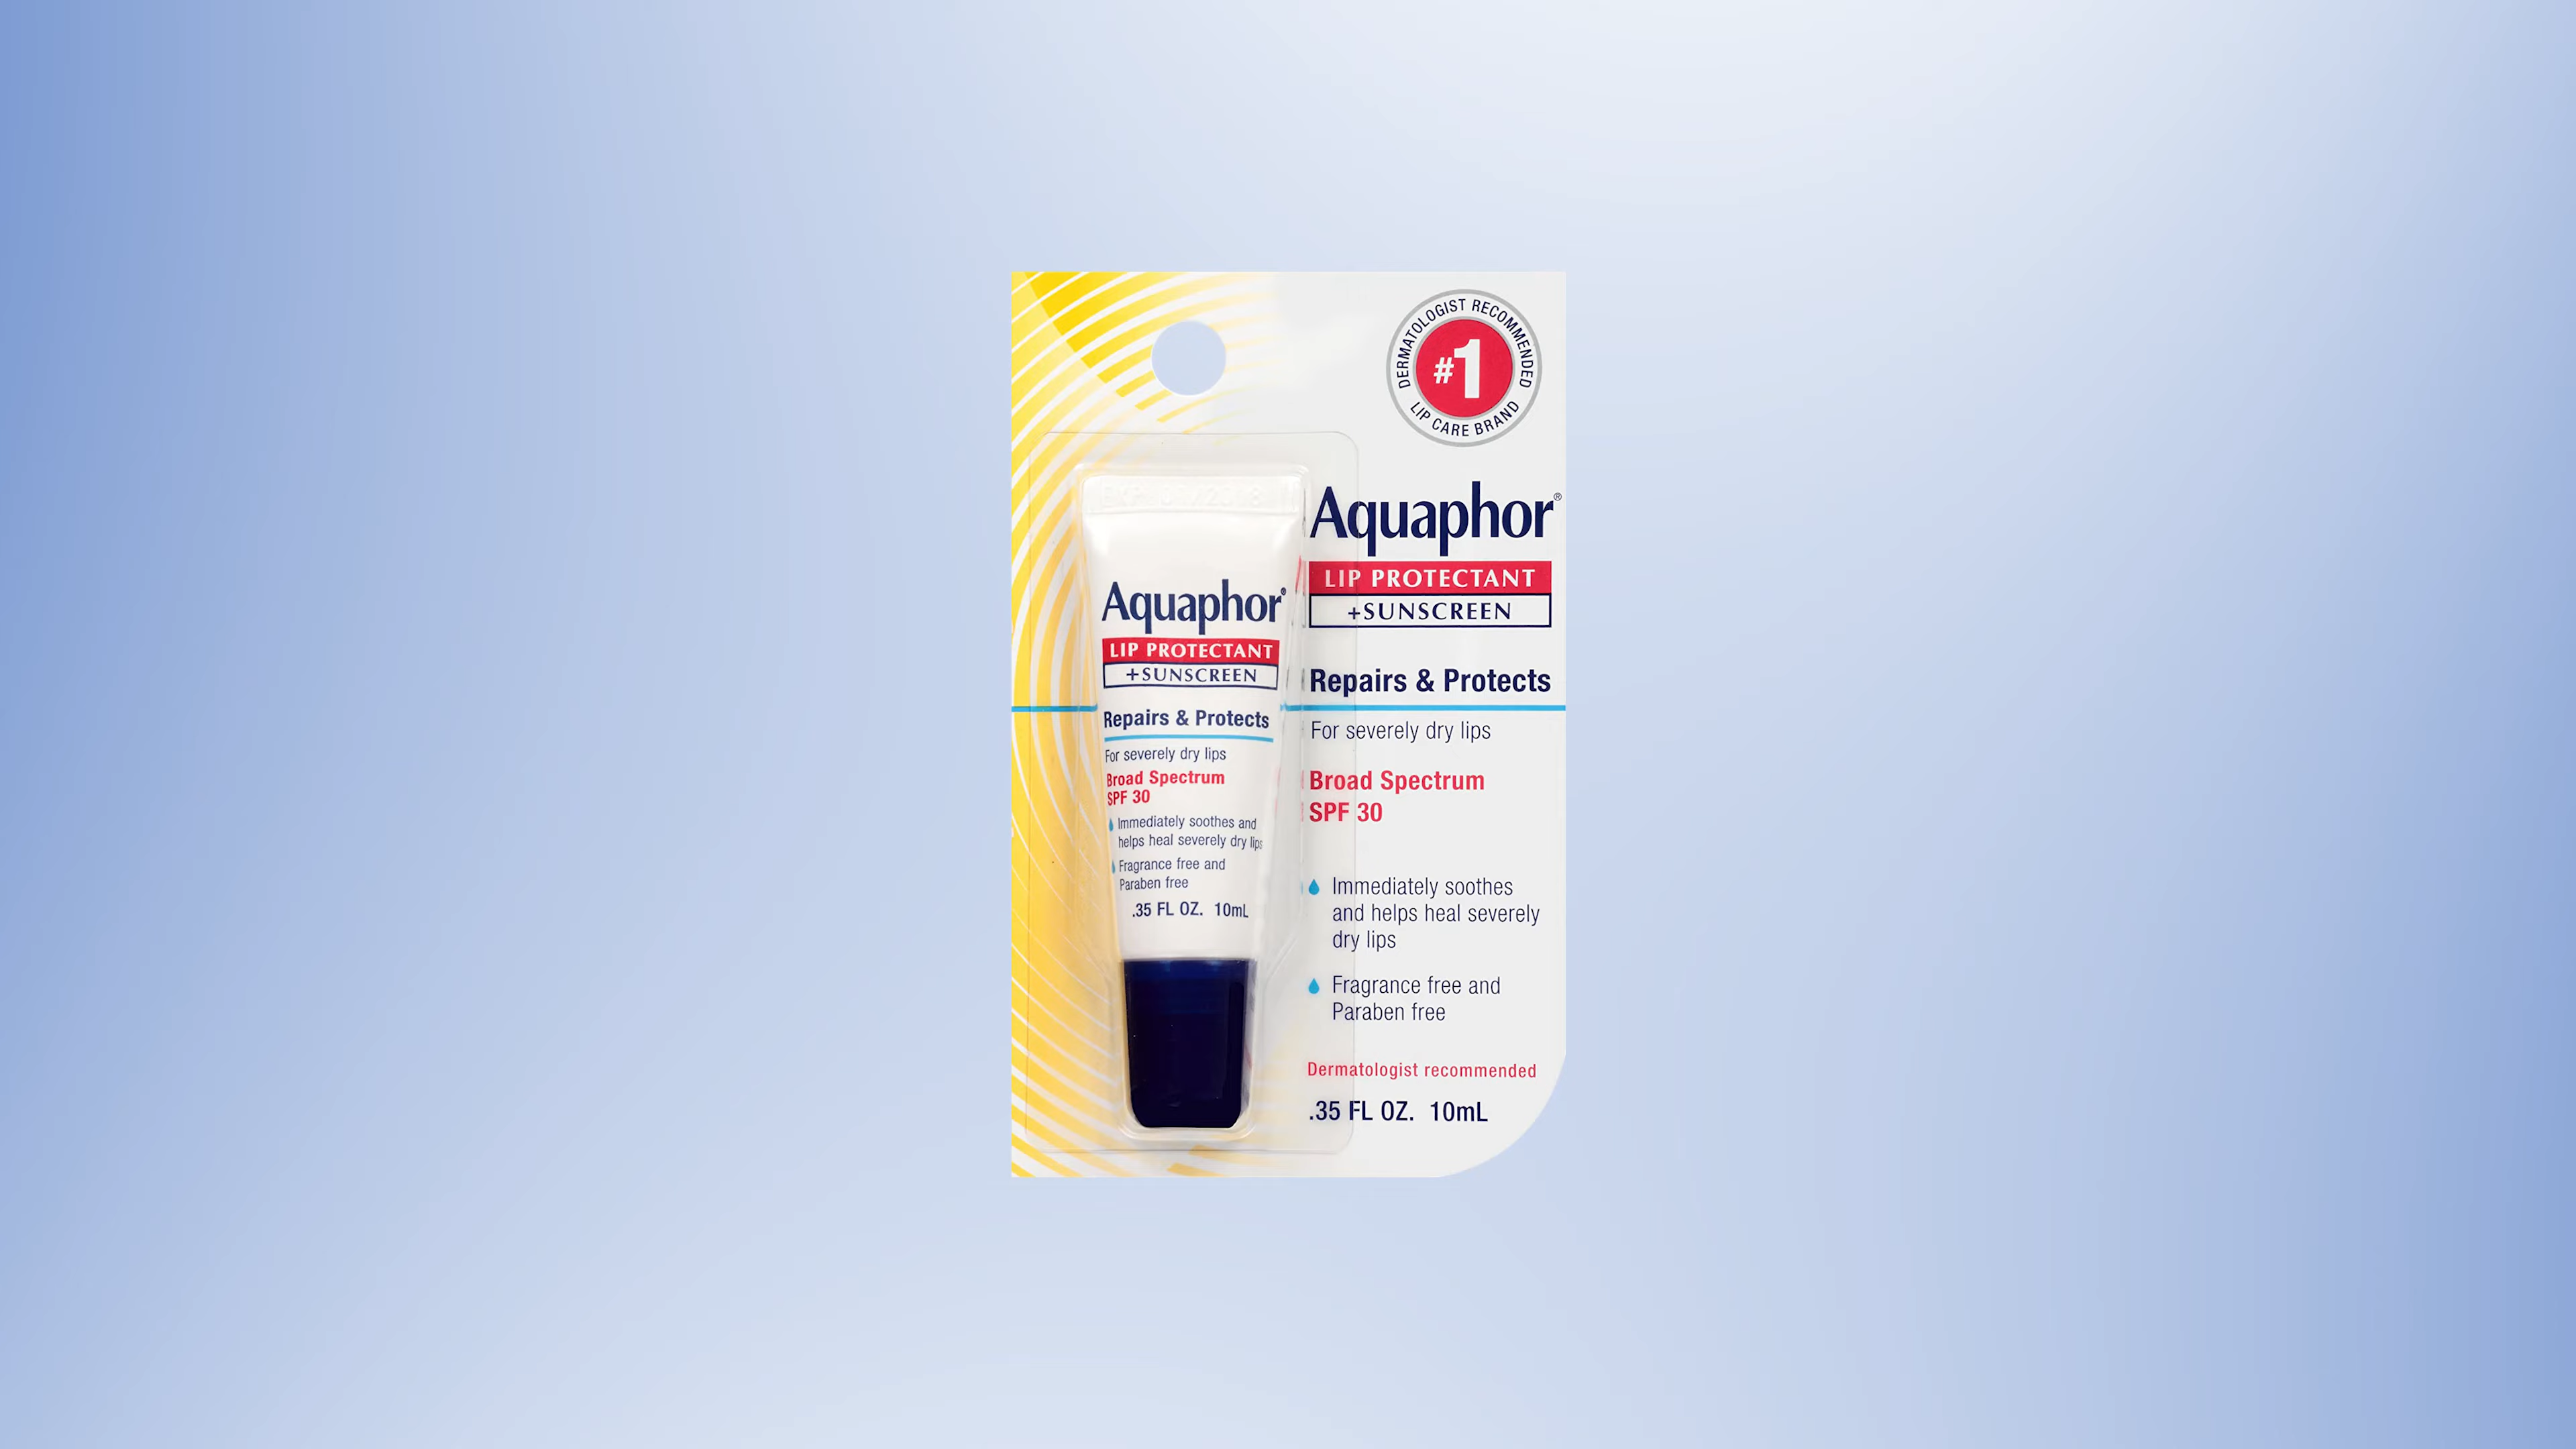 DERMATOLOGIST RECOMMENDED
#1
LIP CARE BRAND
Aquaphor®
LIP PROTECTANT
+SUNSCREEN
Repairs & Protects
For severely dry lips
Broad Spectrum
SPF 30
Immediately soothes
and helps heal severely
dry lips
Fragrance free and
Paraben free
Dermatologist recommended
.35 FL OZ. 10mL
Aquaphor®
LIP PROTECTANT
+SUNSCREEN
Repairs & Protects
For severely dry lips
Broad Spectrum
SPF 30
Immediately soothes and
helps heal severely dry lips
Fragrance free and
Paraben free
.35 FL OZ. 10mL